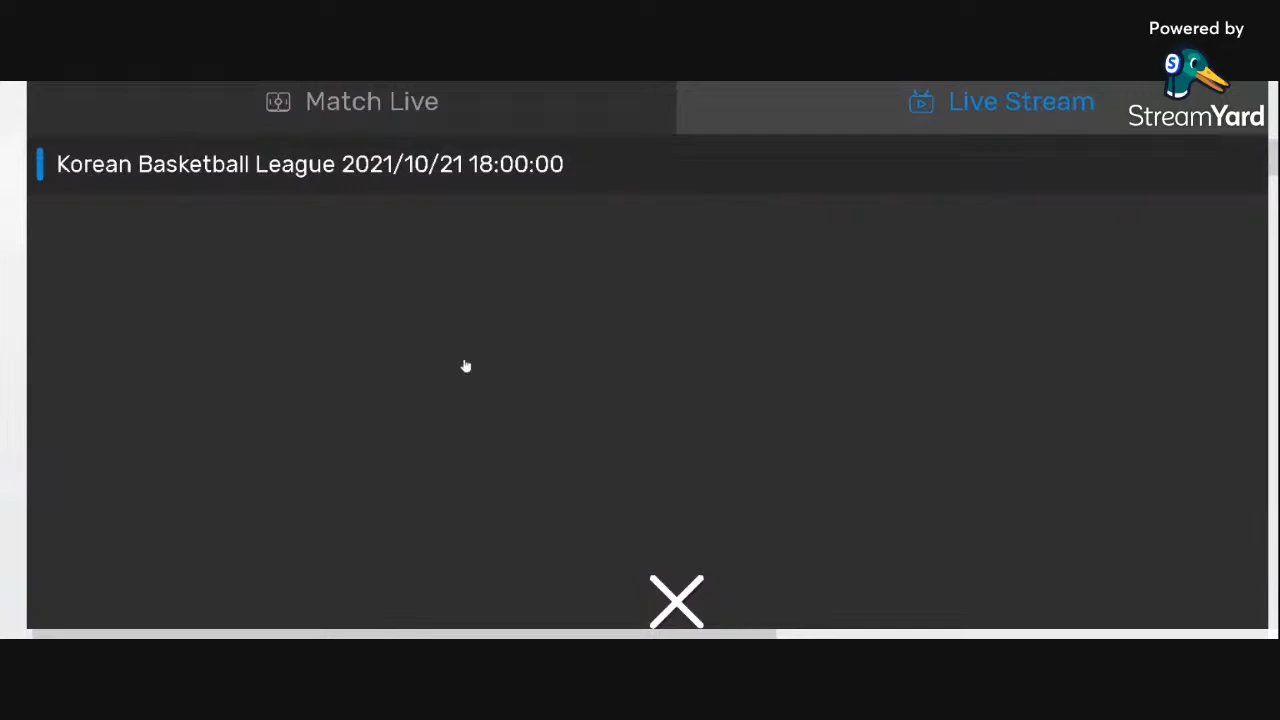 Powered by
StreamYard
Match Live
Live Stream
Korean Basketball League 2021/10/21 18:00:00